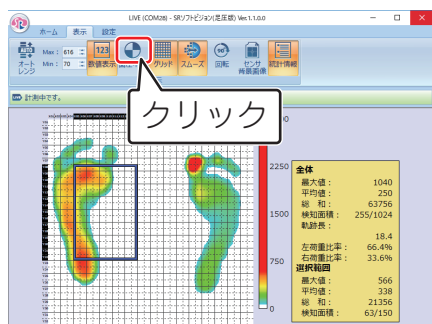 LIVE (COM28) - SRソフトビジョン(足圧版) Ver.1.1.0.0
ホーム 表示 設定
Max : 616
Min : 70
オート
レンジ
123
数値表示
グリッド
スムーズ
90°
回転
センサ
背景画像
統計情報
計測中です。
クリック
2250
1500
750
0
全体
最大値： 1040
平均値： 250
総 和： 63756
検知面積： 255/1024
軌跡長：
18.4
左荷重比率： 66.4%
右荷重比率： 33.6%
選択範囲
最大値： 566
平均値： 338
総 和： 21356
検知面積： 63/150